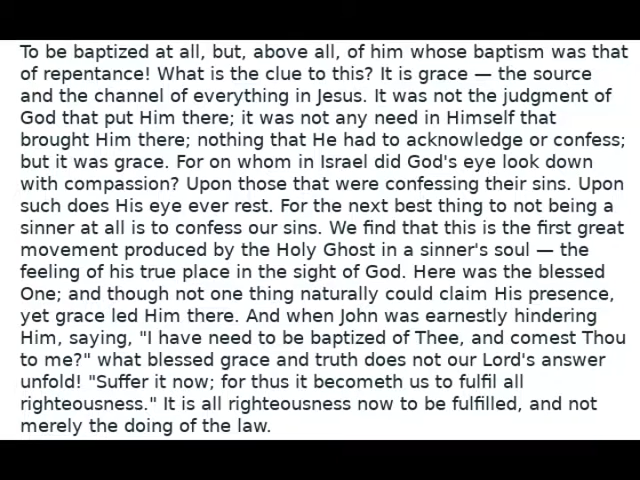 To be baptized at all, but, above all, of him whose baptism was that
of repentance! What is the clue to this? It is grace — the source
and the channel of everything in Jesus. It was not the judgment of
God that put Him there; it was not any need in Himself that
brought Him there; nothing that He had to acknowledge or confess;
but it was grace. For on whom in Israel did God's eye look down
with compassion? Upon those that were confessing their sins. Upon
such does His eye ever rest. For the next best thing to not being a
sinner at all is to confess our sins. We find that this is the first great
movement produced by the Holy Ghost in a sinner's soul — the
feeling of his true place in the sight of God. Here was the blessed
One; and though not one thing naturally could claim His presence,
yet grace led Him there. And when John was earnestly hindering
Him, saying, "I have need to be baptized of Thee, and comest Thou
to me?" what blessed grace and truth does not our Lord's answer
unfold! "Suffer it now; for thus it becometh us to fulfil all
righteousness." It is all righteousness now to be fulfilled, and not
merely the doing of the law.